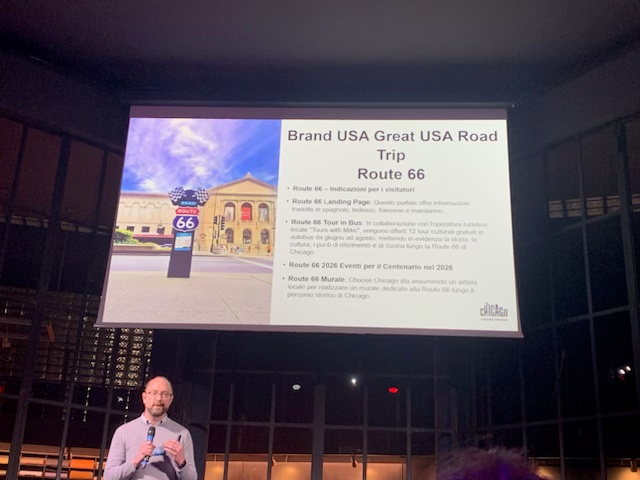 Brand USA Great USA Road
Trip
Route 66
• Route 66 – Indicazioni per i visitatori
• Route 66 Landing Page: Questo portale offre informazioni
tradotte in spagnolo, tedesco, francese e mandarino.
• Route 66 Tour in Bus: In collaborazione con l'operatore turistico
locale "Tours with Mike", vengono offerti 12 tour culturali gratuiti in
autobus da giugno ad agosto, mettendo in evidenza la storia, la
cultura, i punti di riferimento e la cucina lungo la Route 66 di
Chicago.
• Route 66 2026 Eventi per il Centenario nel 2026
• Route 66 Murale: Choose Chicago sta assumendo un artista
locale per realizzare un murale dedicato alla Route 66 lungo il
percorso storico di Chicago.
ROUTE
66
CHICAGO